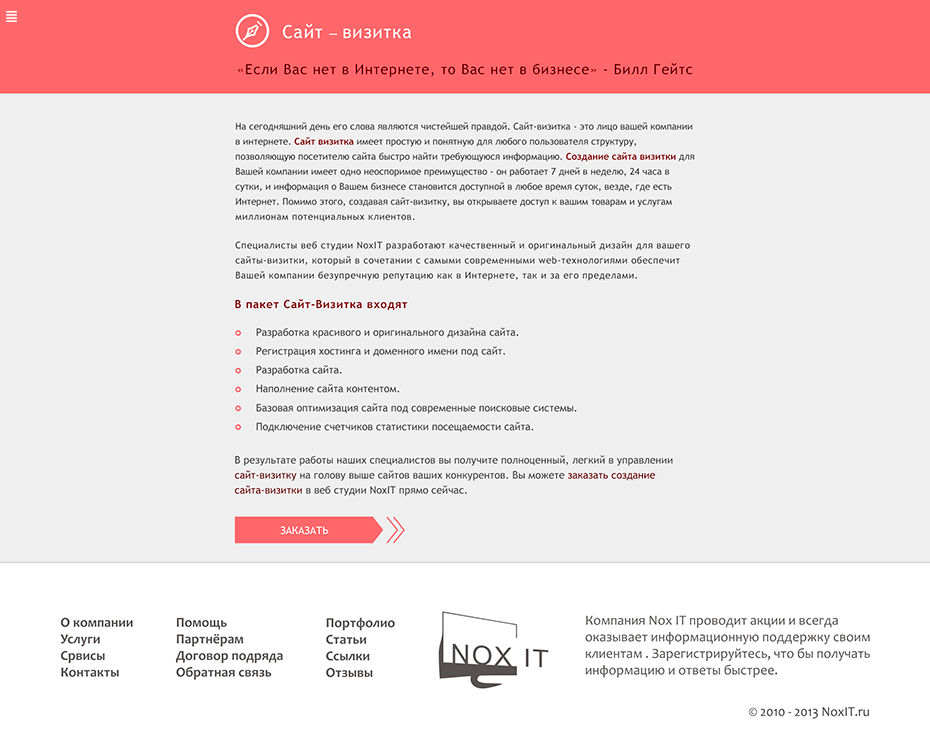 Сайт – визитка
«Если Вас нет в Интернете, то Вас нет в бизнесе» - Билл Гейтс
На сегодняшний день его слова являются чистейшей правдой. Сайт-визитка - это лицо вашей компании
в интернете. Сайт визитка имеет простую и понятную для любого пользователя структуру,
позволяющую посетителю сайта быстро найти требующуюся информацию. Создание сайта визитки для
Вашей компании имеет одно неоспоримое преимущество - он работает 7 дней в неделю, 24 часа в
сутки, и информация о Вашем бизнесе становится доступной в любое время суток, везде, где есть
Интернет. Помимо этого, создавая сайт-визитку, вы открываете доступ к вашим товарам и услугам
миллионам потенциальных клиентов.
Специалисты веб студии NoxIT разработают качественный и оригинальный дизайн для вашего
сайты-визитки, который в сочетании с самыми современными web-технологиями обеспечит
Вашей компании безупречную репутацию как в Интернете, так и за его пределами.
В пакет Сайт-Визитка входят
Разработка красивого и оригинального дизайна сайта.
Регистрация хостинга и доменного имени под сайт.
Разработка сайта.
Наполнение сайта контентом.
Базовая оптимизация сайта под современные поисковые системы.
Подключение счетчиков статистики посещаемости сайта.
В результате работы наших специалистов вы получите полноценный, легкий в управлении
сайт-визитку на голову выше сайтов ваших конкурентов. Вы можете заказать создание
сайта-визитки в веб студии NoxIT прямо сейчас.
ЗАКАЗАТЬ
О компании
Услуги
Срвисы
Контакты
Помощь
Партнёрам
Договор подряда
Обратная связь
Портфолио
Статьи
Ссылки
Отзывы
NOX IT
Компания Nox IT проводит акции и всегда
оказывает информационную поддержку своим
клиентам . Зарегистрируйтесь, что бы получать
информацию и ответы быстрее.
© 2010 - 2013 NoxIT.ru